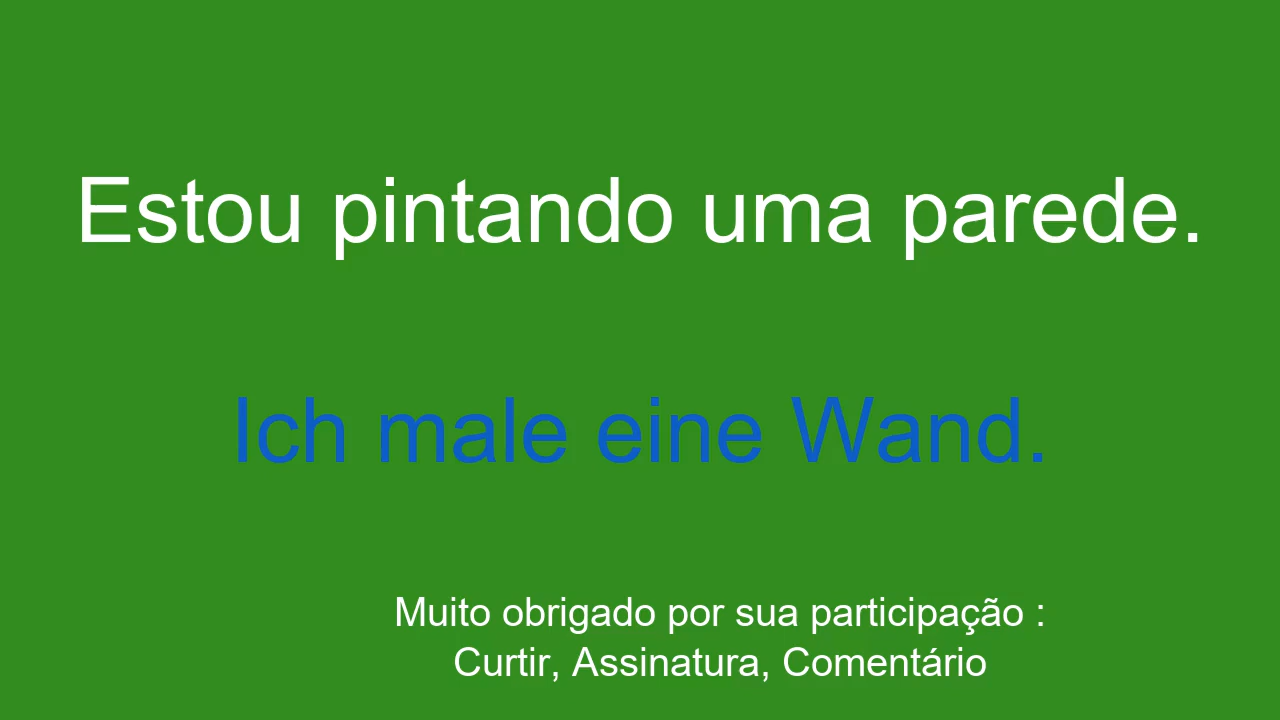 Estou pintando uma parede.
Ich male eine Wand.
Muito obrigado por sua participação :
Curtir, Assinatura, Comentário